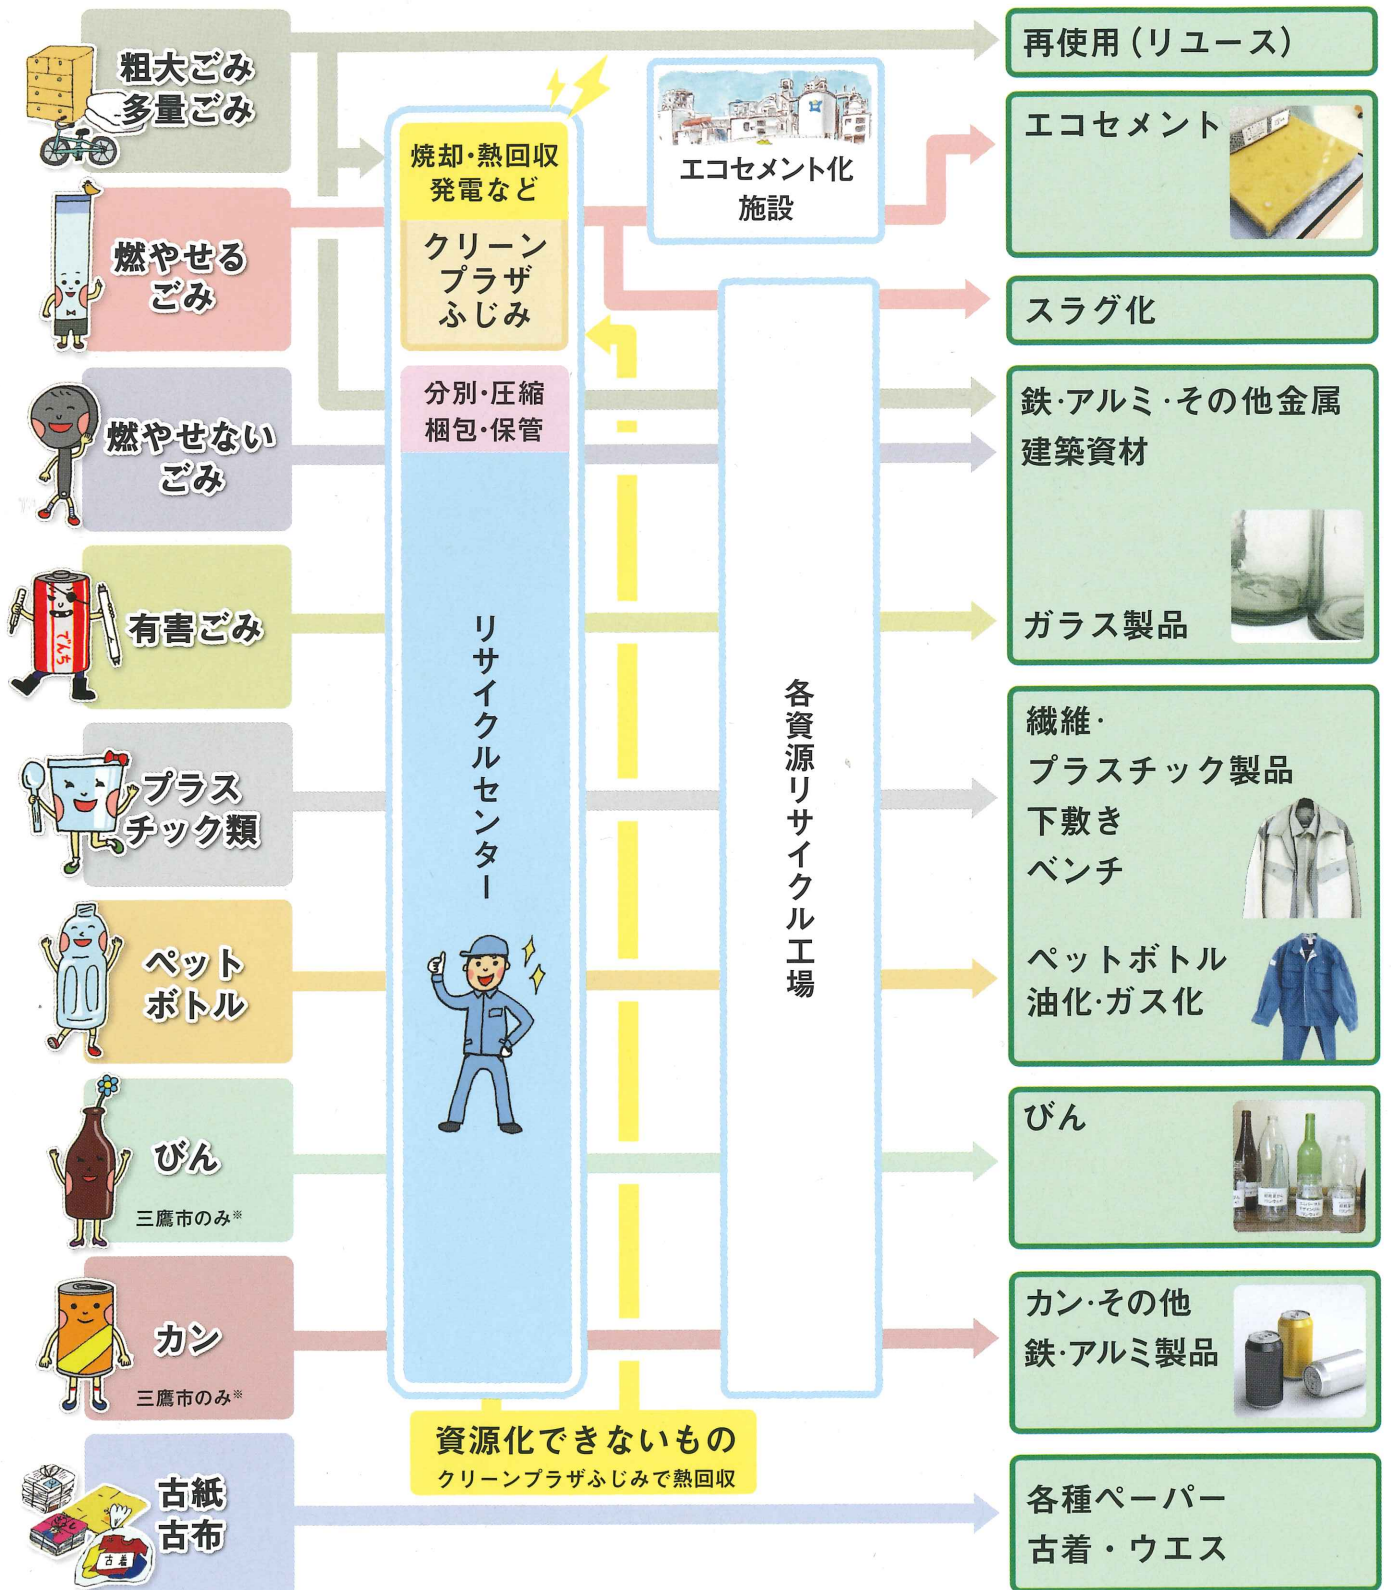 粗大ごみ
多量ごみ
燃やせる
ごみ
燃やせない
ごみ
でんち
有害ごみ
プラス
チック類
ペット
ボトル
びん
三鷹市のみ※
カン
三鷹市のみ※
古着
古紙
古布
焼却・熱回収
発電など
クリーン
プラザ
ふじみ
分別・圧縮
梱包・保管
リサイクルセンター
資源化できないもの
クリーンプラザふじみで熱回収
エコセメント化
施設
各資源リサイクル工場
再使用(リユース)
エコセメント
スラグ化
鉄・アルミ・その他金属
建築資材
ガラス製品
繊維・
プラスチック製品
下敷き
ベンチ
ペットボトル
油化・ガス化
びん
カン・その他
鉄・アルミ製品
各種ペーパー
古着・ウエス